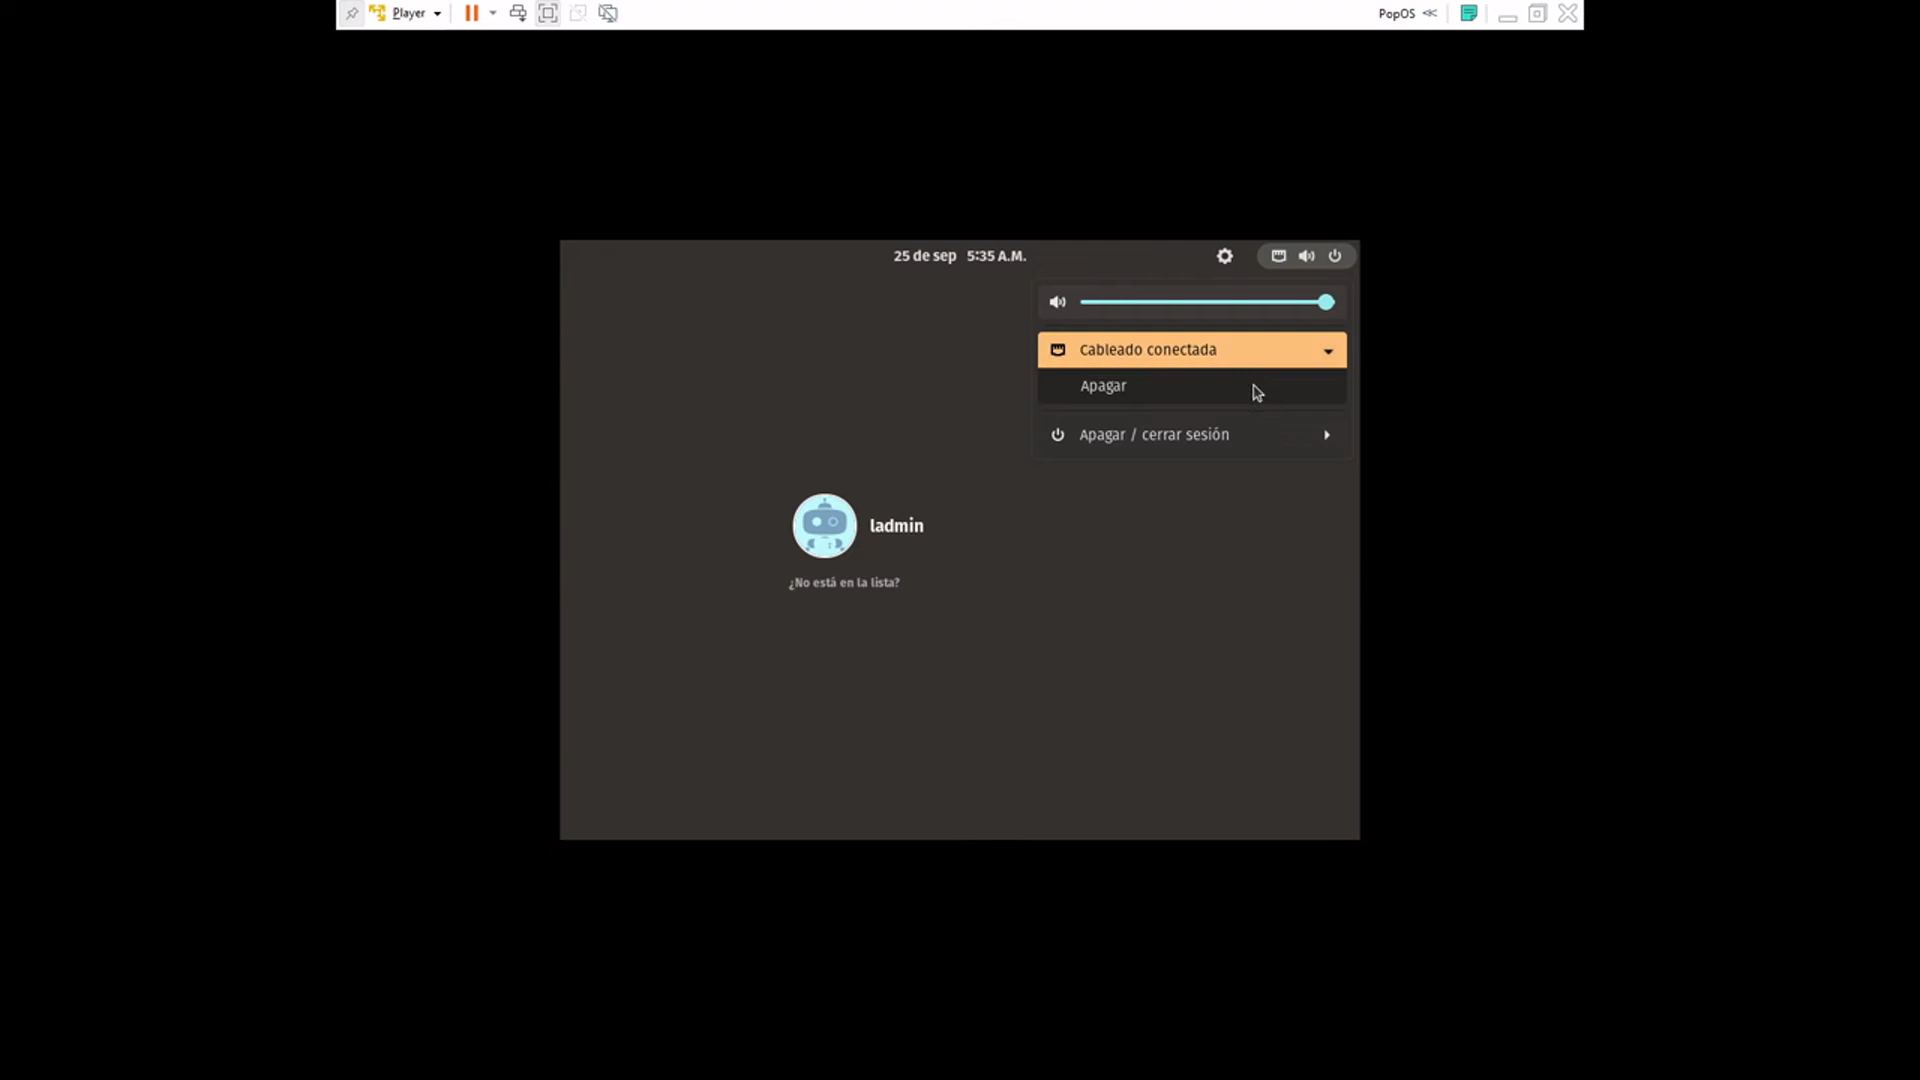 Player
PopOS
25 de sep 5:35 A.M.
Cableado conectada
Apagar
Apagar / cerrar sesión
ladmin
¿No está en la lista?